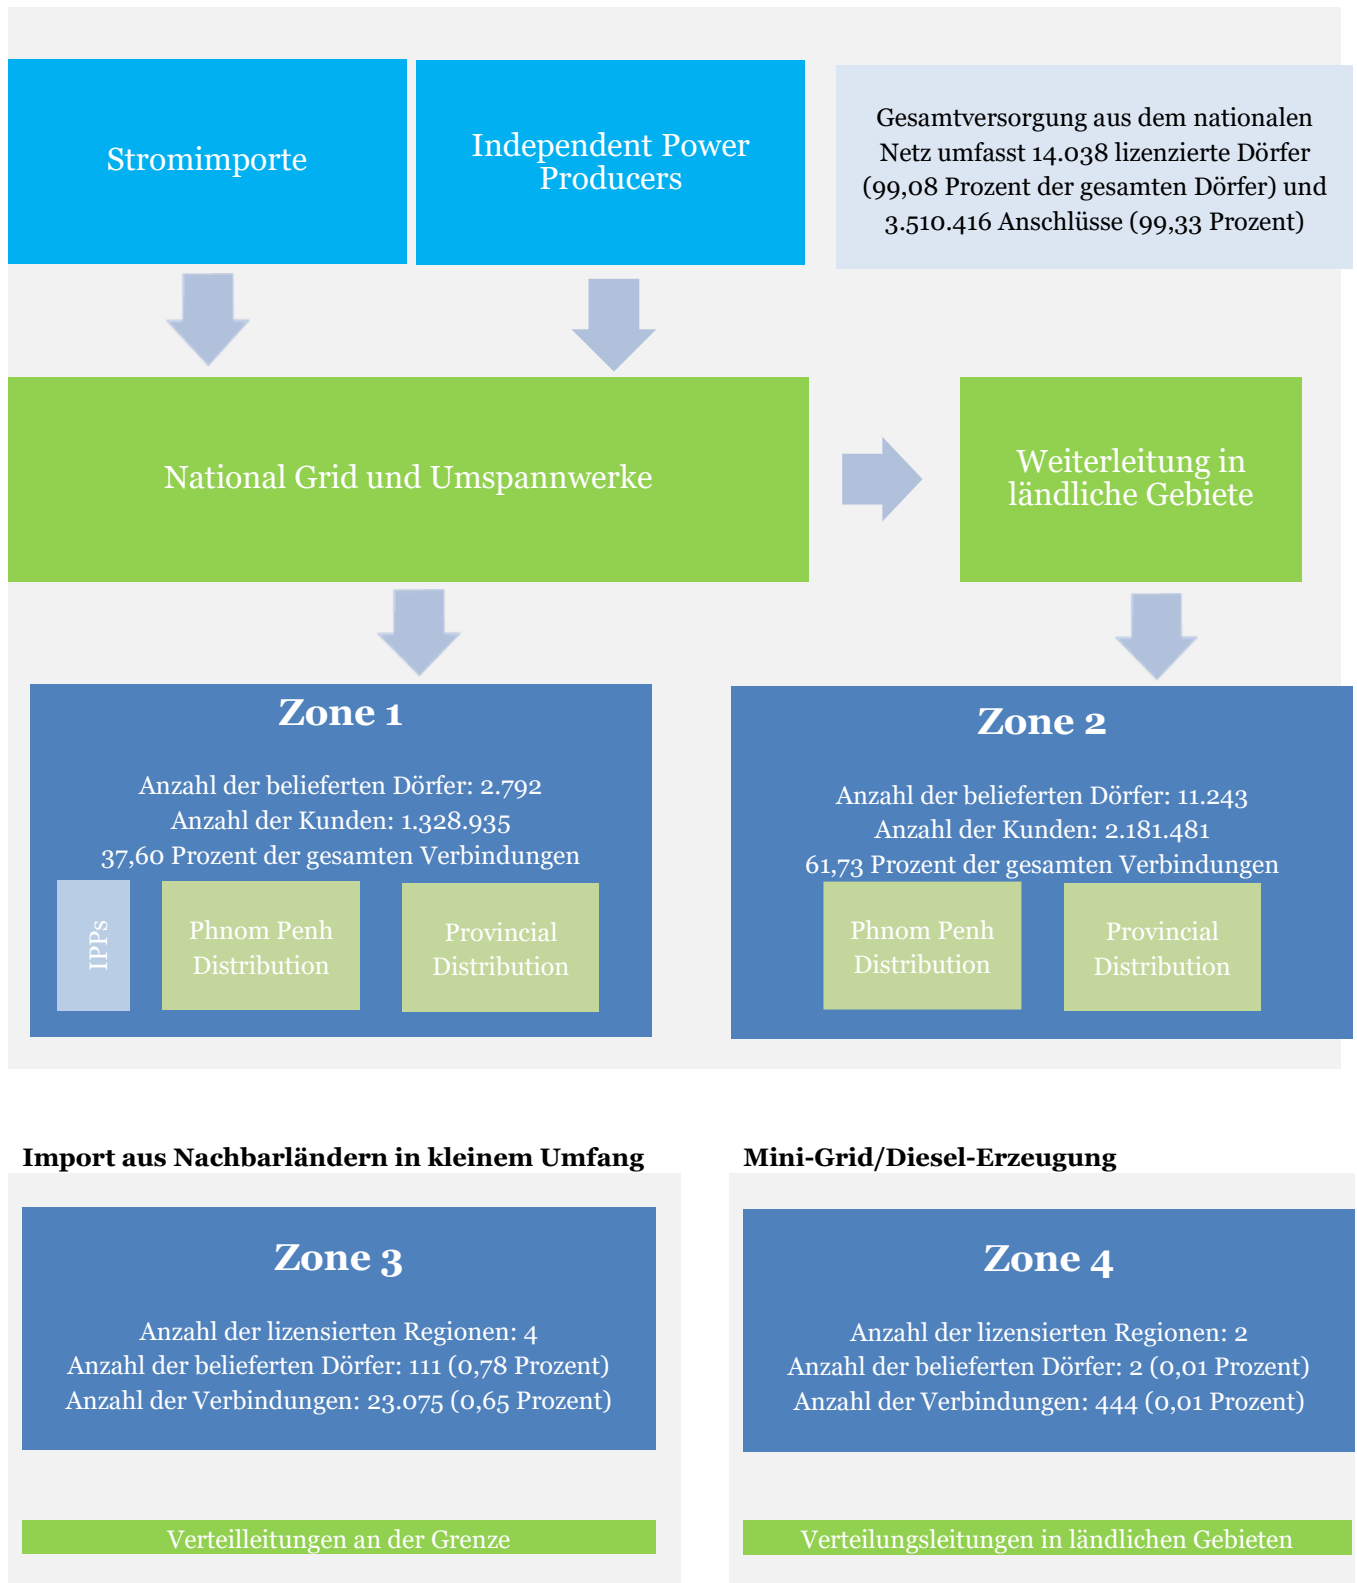 Stromimporte
Independent Power
Producers
Gesamtversorgung aus dem nationalen
Netz umfasst 14.038 lizenzierte Dörfer
(99,08 Prozent der gesamten Dörfer) und
3.510.416 Anschlüsse (99,33 Prozent)
National Grid und Umspannwerke
Weiterleitung in
ländliche Gebiete
Zone 1
Anzahl der belieferten Dörfer: 2.792
Anzahl der Kunden: 1.328.935
37,60 Prozent der gesamten Verbindungen
IPPs
Phnom Penh
Distribution
Provincial
Distribution
Zone 2
Anzahl der belieferten Dörfer: 11.243
Anzahl der Kunden: 2.181.481
61,73 Prozent der gesamten Verbindungen
Phnom Penh
Distribution
Provincial
Distribution
Import aus Nachbarländern in kleinem Umfang
Zone 3
Anzahl der lizensierten Regionen: 4
Anzahl der belieferten Dörfer: 111 (0,78 Prozent)
Anzahl der Verbindungen: 23.075 (0,65 Prozent)
Verteilleitungen an der Grenze
Mini-Grid/Diesel-Erzeugung
Zone 4
Anzahl der lizensierten Regionen: 2
Anzahl der belieferten Dörfer: 2 (0,01 Prozent)
Anzahl der Verbindungen: 444 (0,01 Prozent)
Verteilungsleitungen in ländlichen Gebieten